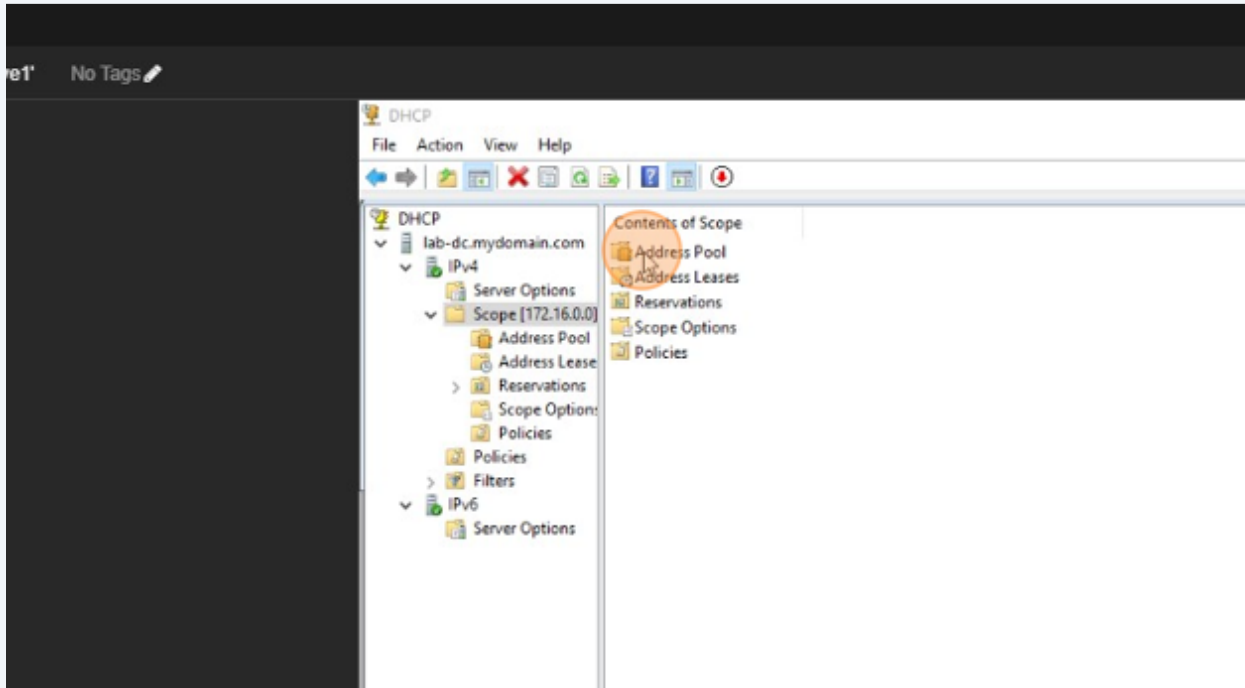 ve1' No Tags
DHCP
File Action View Help
DHCP
lab-dc.mydomain.com
IPv4
Server Options
Scope [172.16.0.0]
Address Pool
Address Lease
Reservations
Scope Options
Policies
Policies
Filters
IPv6
Server Options
Contents of Scope
Address Pool
Address Leases
Reservations
Scope Options
Policies